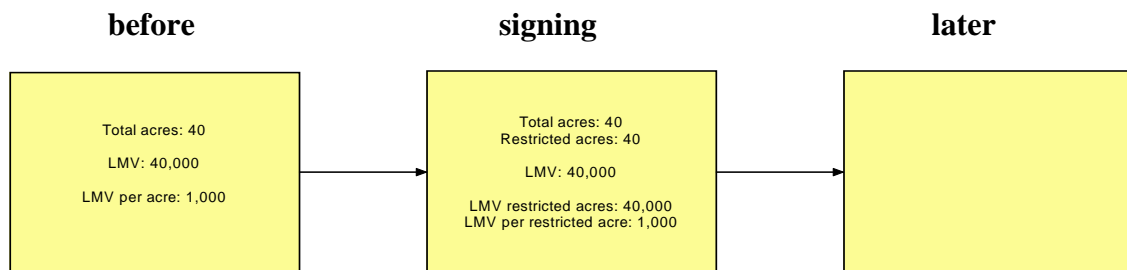 before
signing
later
Total acres: 40
LMV: 40,000
LMV per acre: 1,000
Total acres: 40
Restricted acres: 40
LMV: 40,000
LMV restricted acres: 40,000
LMV per restricted acre: 1,000